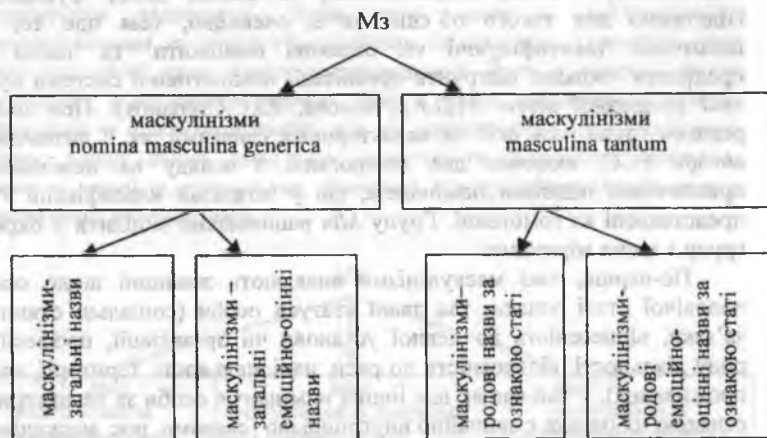 Мз
маскулінізми
nomina masculina generica
маскулінізми
masculina tantum
маскулінізми-
загальні назви
маскулінізми ,
загальні
емоційно-оцінні
назви
маскулінізми
родові назви за
ознакою статі
маскулінізми-
родові
емоційно-
оцінні назви за
ознакою статі